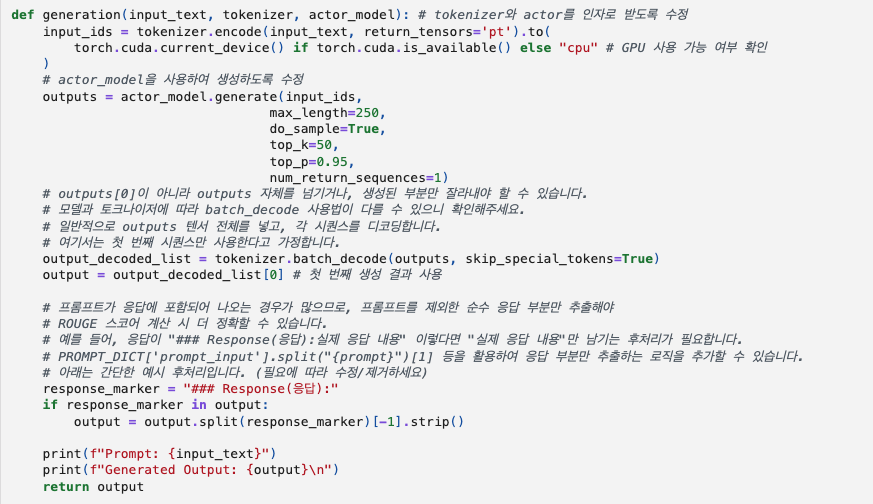 def generation(input_text, tokenizer, actor_model): # tokenizer와 actor를 인자로 받도록 수정
    input_ids = tokenizer.encode(input_text, return_tensors='pt').to(
        torch.cuda.current_device() if torch.cuda.is_available() else "cpu" # GPU 사용 가능 여부 확인
    )
    # actor_model을 사용하여 생성하도록 수정
    outputs = actor_model.generate(input_ids,
                                   max_length=250,
                                   do_sample=True,
                                   top_k=50,
                                   top_p=0.95,
                                   num_return_sequences=1)
    # outputs[0]이 아니라 outputs 자체를 넘기거나, 생성된 부분만 잘라내야 할 수 있습니다.
    # 모델과 토크나이저에 따라 batch_decode 사용법이 다를 수 있으니 확인해주세요.
    # 일반적으로 outputs 텐서 전체를 넣고, 각 시퀀스를 디코딩합니다.
    # 여기서는 첫 번째 시퀀스만 사용한다고 가정합니다.
    output_decoded_list = tokenizer.batch_decode(outputs, skip_special_tokens=True)
    output = output_decoded_list[0] # 첫 번째 생성 결과 사용

    # 프롬프트가 응답에 포함되어 나오는 경우가 많으므로, 프롬프트를 제외한 순수 응답 부분만 추출해야
    # ROUGE 스코어 계산 시 더 정확할 수 있습니다.
    # 예를 들어, 응답이 "### Response(응답):실제 응답 내용" 이렇다면 "실제 응답 내용"만 남기는 후처리가 필요합니다.
    # PROMPT_DICT['prompt_input'].split("{prompt}")[1] 등을 활용하여 응답 부분만 추출하는 로직을 추가할 수 있습니다.
    # 아래는 간단한 예시 후처리입니다. (필요에 따라 수정/제거하세요)
    response_marker = "### Response(응답):"
    if response_marker in output:
        output = output.split(response_marker)[-1].strip()

    print(f"Prompt: {input_text}")
    print(f"Generated Output: {output}\n")
    return output